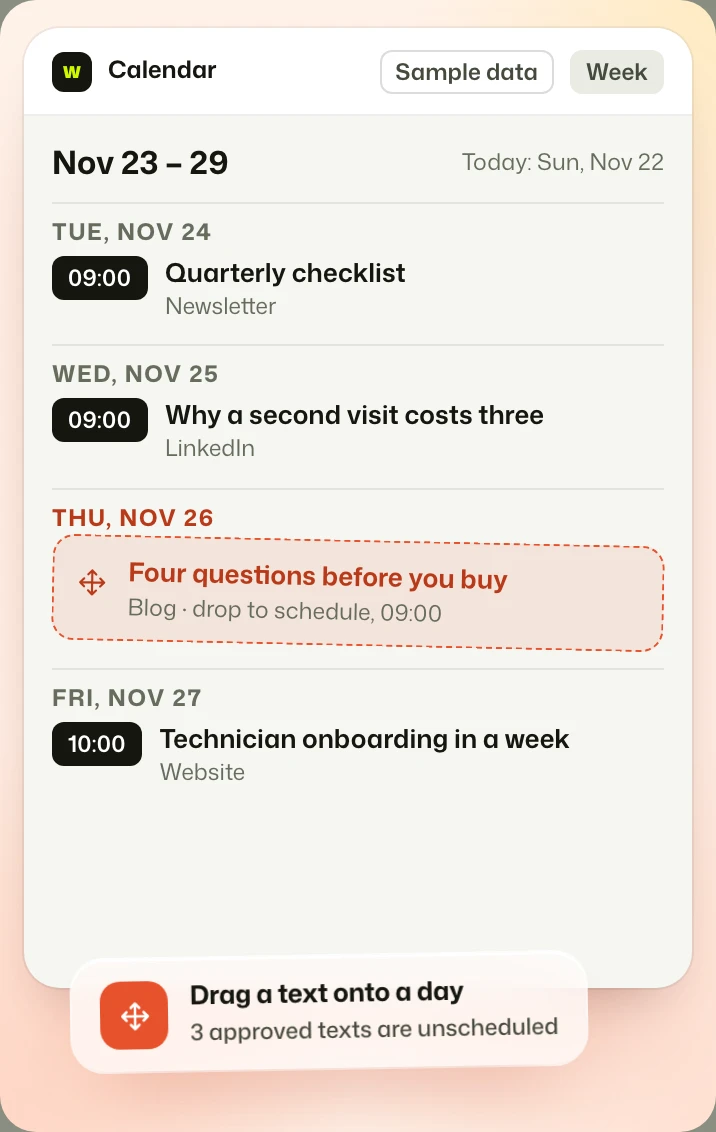 w Calendar Sample data Week
Nov 23 – 29 Today: Sun, Nov 22
TUE, NOV 24
09:00 Quarterly checklist
Newsletter
WED, NOV 25
09:00 Why a second visit costs three
LinkedIn
THU, NOV 26
Four questions before you buy
Blog · drop to schedule, 09:00
FRI, NOV 27
10:00 Technician onboarding in a week
Website
Drag a text onto a day
3 approved texts are unscheduled